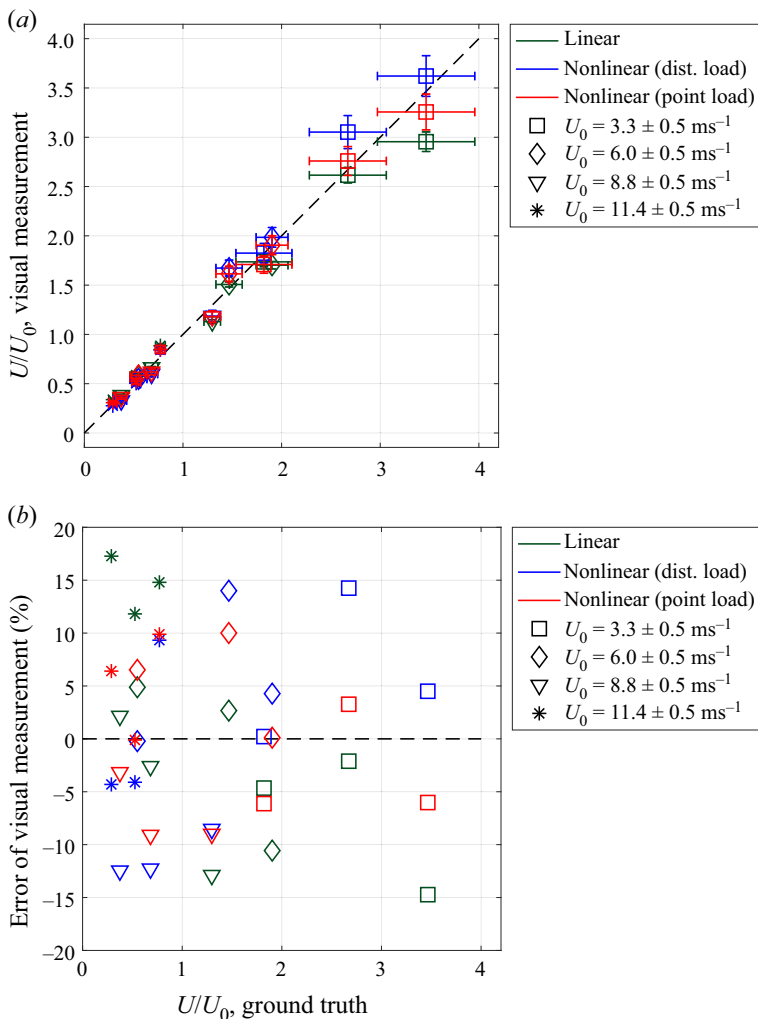 (a)
4.0
3.5
3.0
2.5
2.0
1.5
1.0
0.5
0
U/U₀, visual measurement
0 1 2 3 4
Linear
Nonlinear (dist. load)
Nonlinear (point load)
U₀ = 3.3 ± 0.5 ms⁻¹
U₀ = 6.0 ± 0.5 ms⁻¹
U₀ = 8.8 ± 0.5 ms⁻¹
U₀ = 11.4 ± 0.5 ms⁻¹
(b)
20
15
10
5
0
−5
−10
−15
−20
Error of visual measurement (%)
0 1 2 3 4
U/U₀, ground truth
Linear
Nonlinear (dist. load)
Nonlinear (point load)
U₀ = 3.3 ± 0.5 ms⁻¹
U₀ = 6.0 ± 0.5 ms⁻¹
U₀ = 8.8 ± 0.5 ms⁻¹
U₀ = 11.4 ± 0.5 ms⁻¹